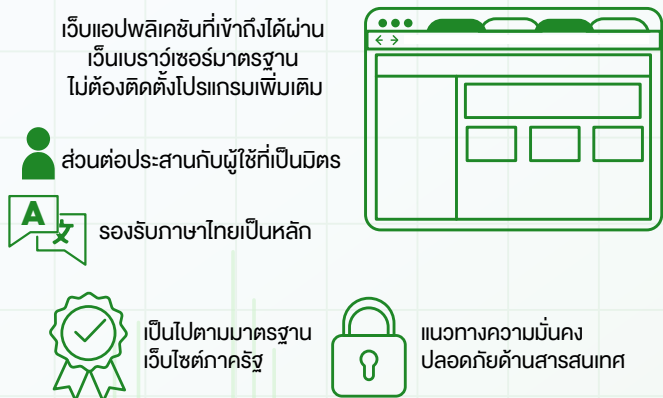 เว็บแอปพลิเคชันที่เข้าถึงได้ผ่าน
เว็นเบราว์เซอร์มาตรฐาน
ไม่ต้องติดตั้งโปรแกรมเพิ่มเติม
ส่วนต่อประสานกับผู้ใช้ที่เป็นมิตร
A
文
รองรับภาษาไทยเป็นหลัก
เป็นไปตามมาตรฐาน
เว็บไซต์ภาครัฐ
แนวทางความมั่นคง
ปลอดภัยด้านสารสนเทศ